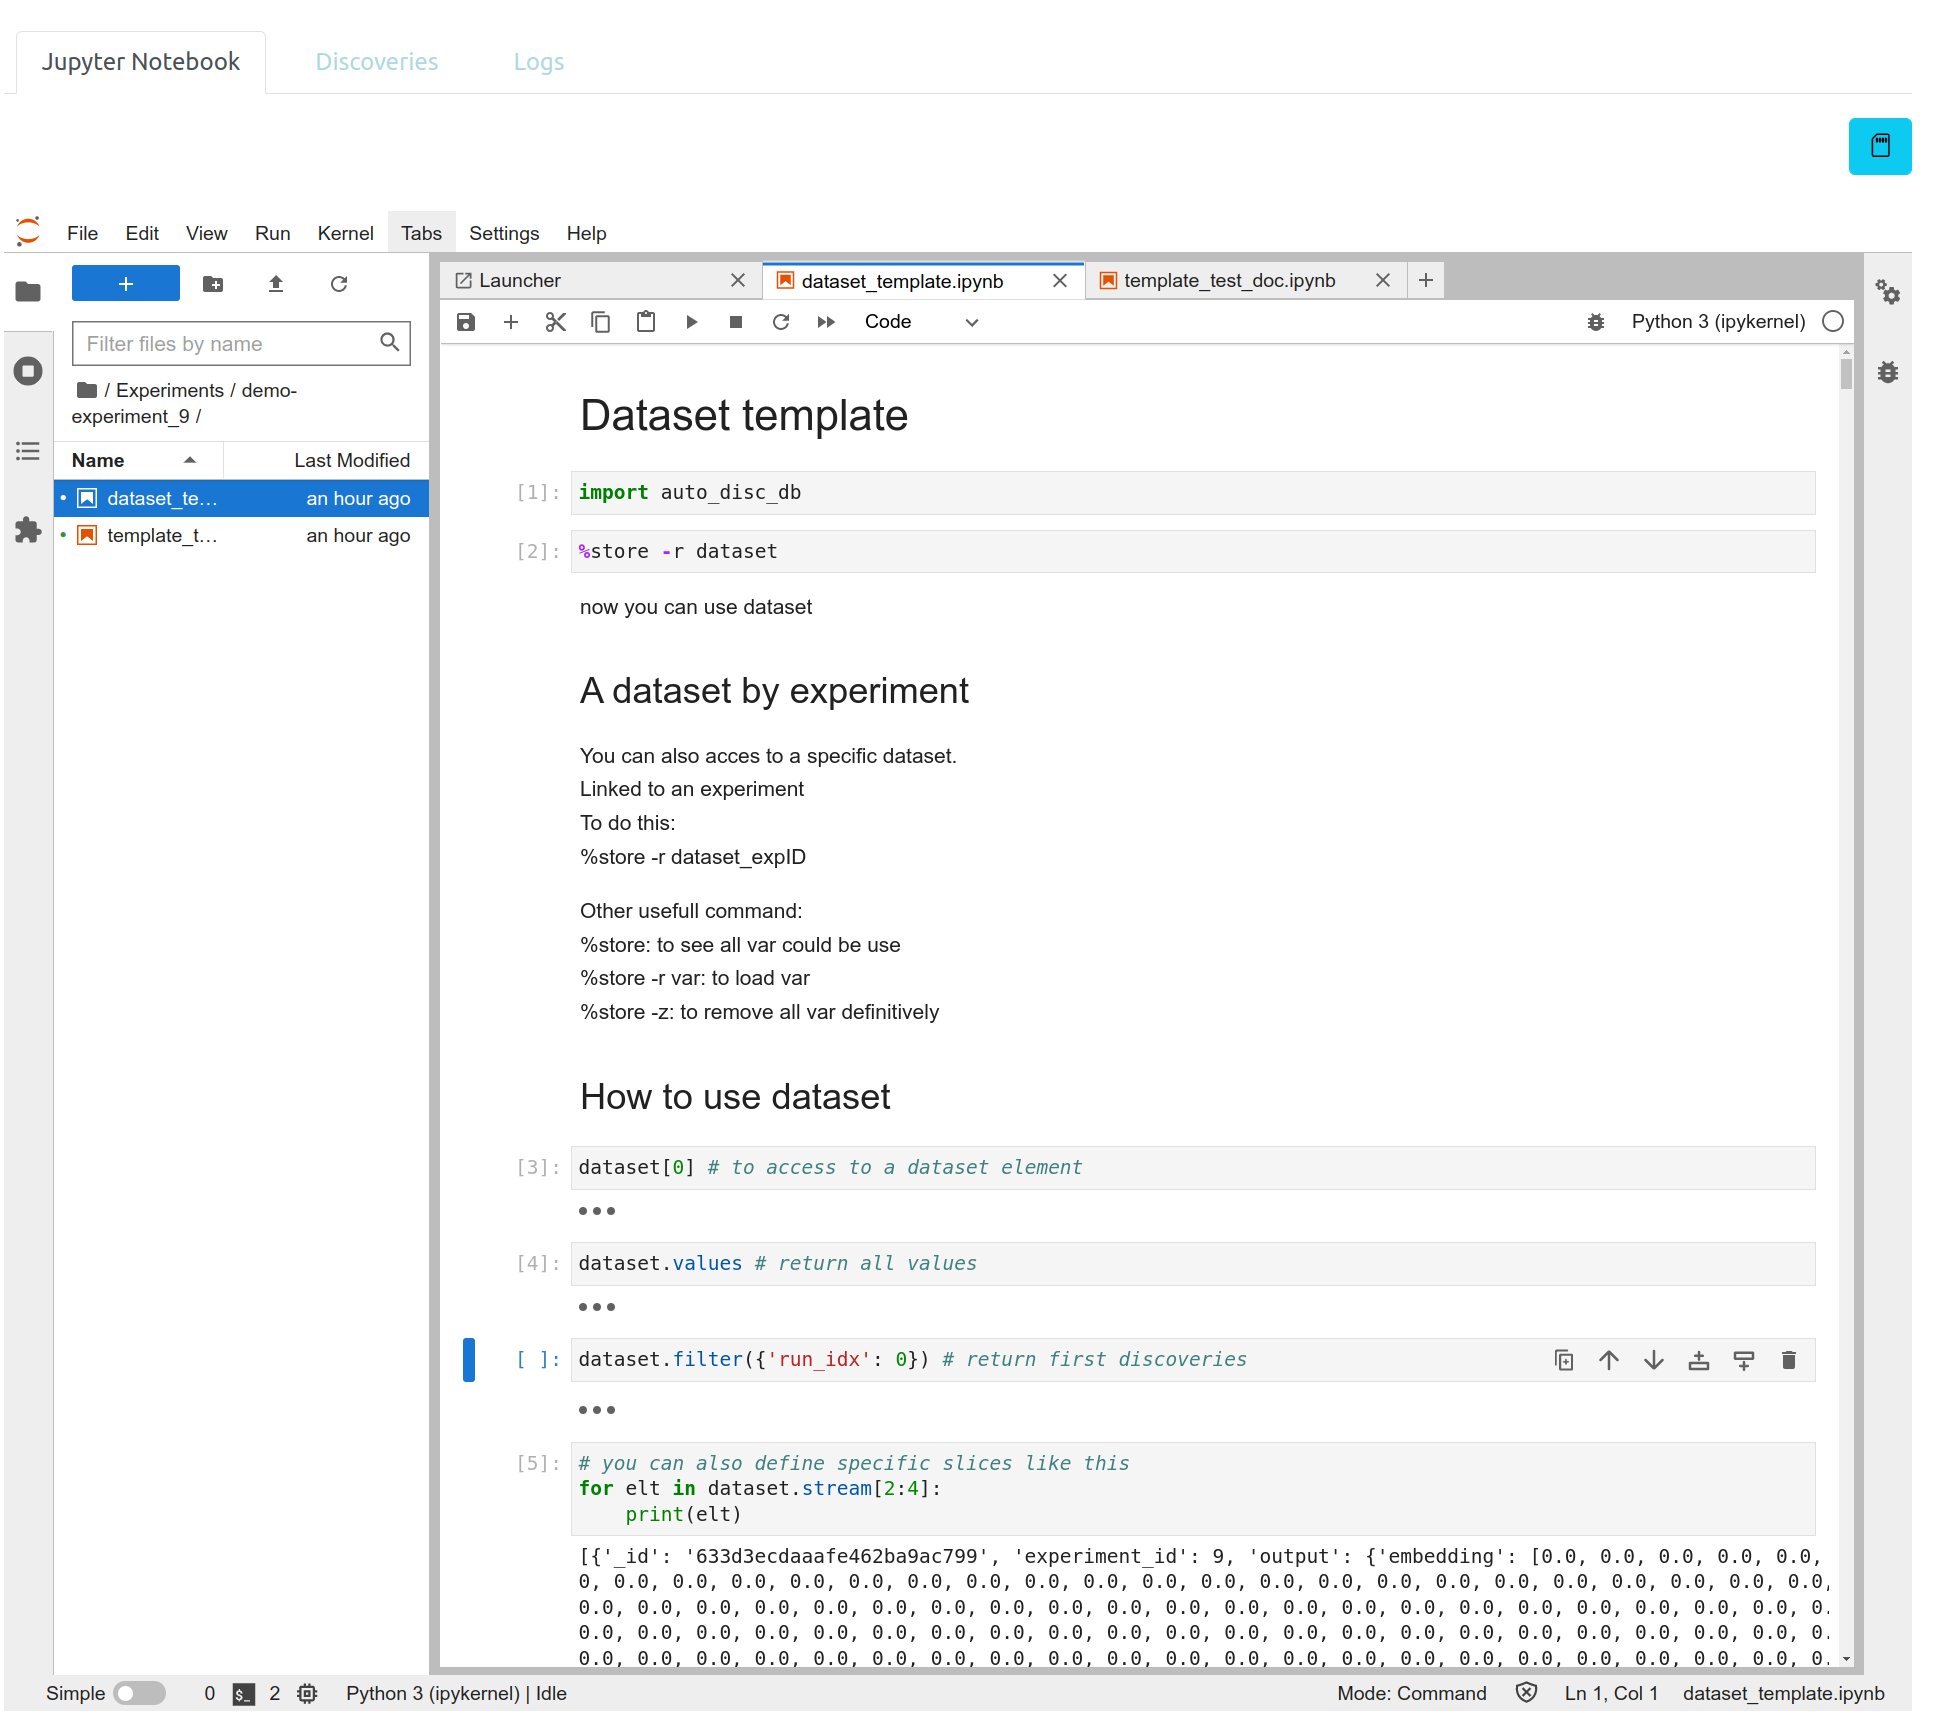 Jupyter Notebook Discoveries Logs
File Edit View Run Kernel Tabs Settings Help
Launcher dataset_template.ipynb template_test_doc.ipynb
Code Python 3 (ipykernel)
Filter files by name
/ Experiments / demo-
experiment_9 /
Name Last Modified
dataset_te… an hour ago
template_t… an hour ago
Dataset template
[1]: import auto_disc_db
[2]: %store -r dataset
now you can use dataset
A dataset by experiment
You can also acces to a specific dataset.
Linked to an experiment
To do this:
%store -r dataset_expID
Other usefull command:
%store: to see all var could be use
%store -r var: to load var
%store -z: to remove all var definitively
How to use dataset
[3]: dataset[0] # to access to a dataset element
[4]: dataset.values # return all values
[ ]: dataset.filter({'run_idx': 0}) # return first discoveries
[5]: # you can also define specific slices like this
for elt in dataset.stream[2:4]:
    print(elt)
[{'_id': '633d3ecdaaafe462ba9ac799', 'experiment_id': 9, 'output': {'embedding': [0.0, 0.0, 0.0, 0.0, 0.0,
0, 0.0, 0.0, 0.0, 0.0, 0.0, 0.0, 0.0, 0.0, 0.0, 0.0, 0.0, 0.0, 0.0, 0.0, 0.0, 0.0, 0.0, 0.0, 0.0, 0.0, 0.0,
0.0, 0.0, 0.0, 0.0, 0.0, 0.0, 0.0, 0.0, 0.0, 0.0, 0.0, 0.0, 0.0, 0.0, 0.0, 0.0, 0.0, 0.0, 0.0, 0.0, 0.0, 0.
0.0, 0.0, 0.0, 0.0, 0.0, 0.0, 0.0, 0.0, 0.0, 0.0, 0.0, 0.0, 0.0, 0.0, 0.0, 0.0, 0.0, 0.0, 0.0, 0.0, 0.0, 0.
0.0, 0.0, 0.0, 0.0, 0.0, 0.0, 0.0, 0.0, 0.0, 0.0, 0.0, 0.0, 0.0, 0.0, 0.0, 0.0, 0.0, 0.0, 0.0, 0.0, 0.0, 0.
Simple 0 $_ 2 Python 3 (ipykernel) | Idle Mode: Command Ln 1, Col 1 dataset_template.ipynb